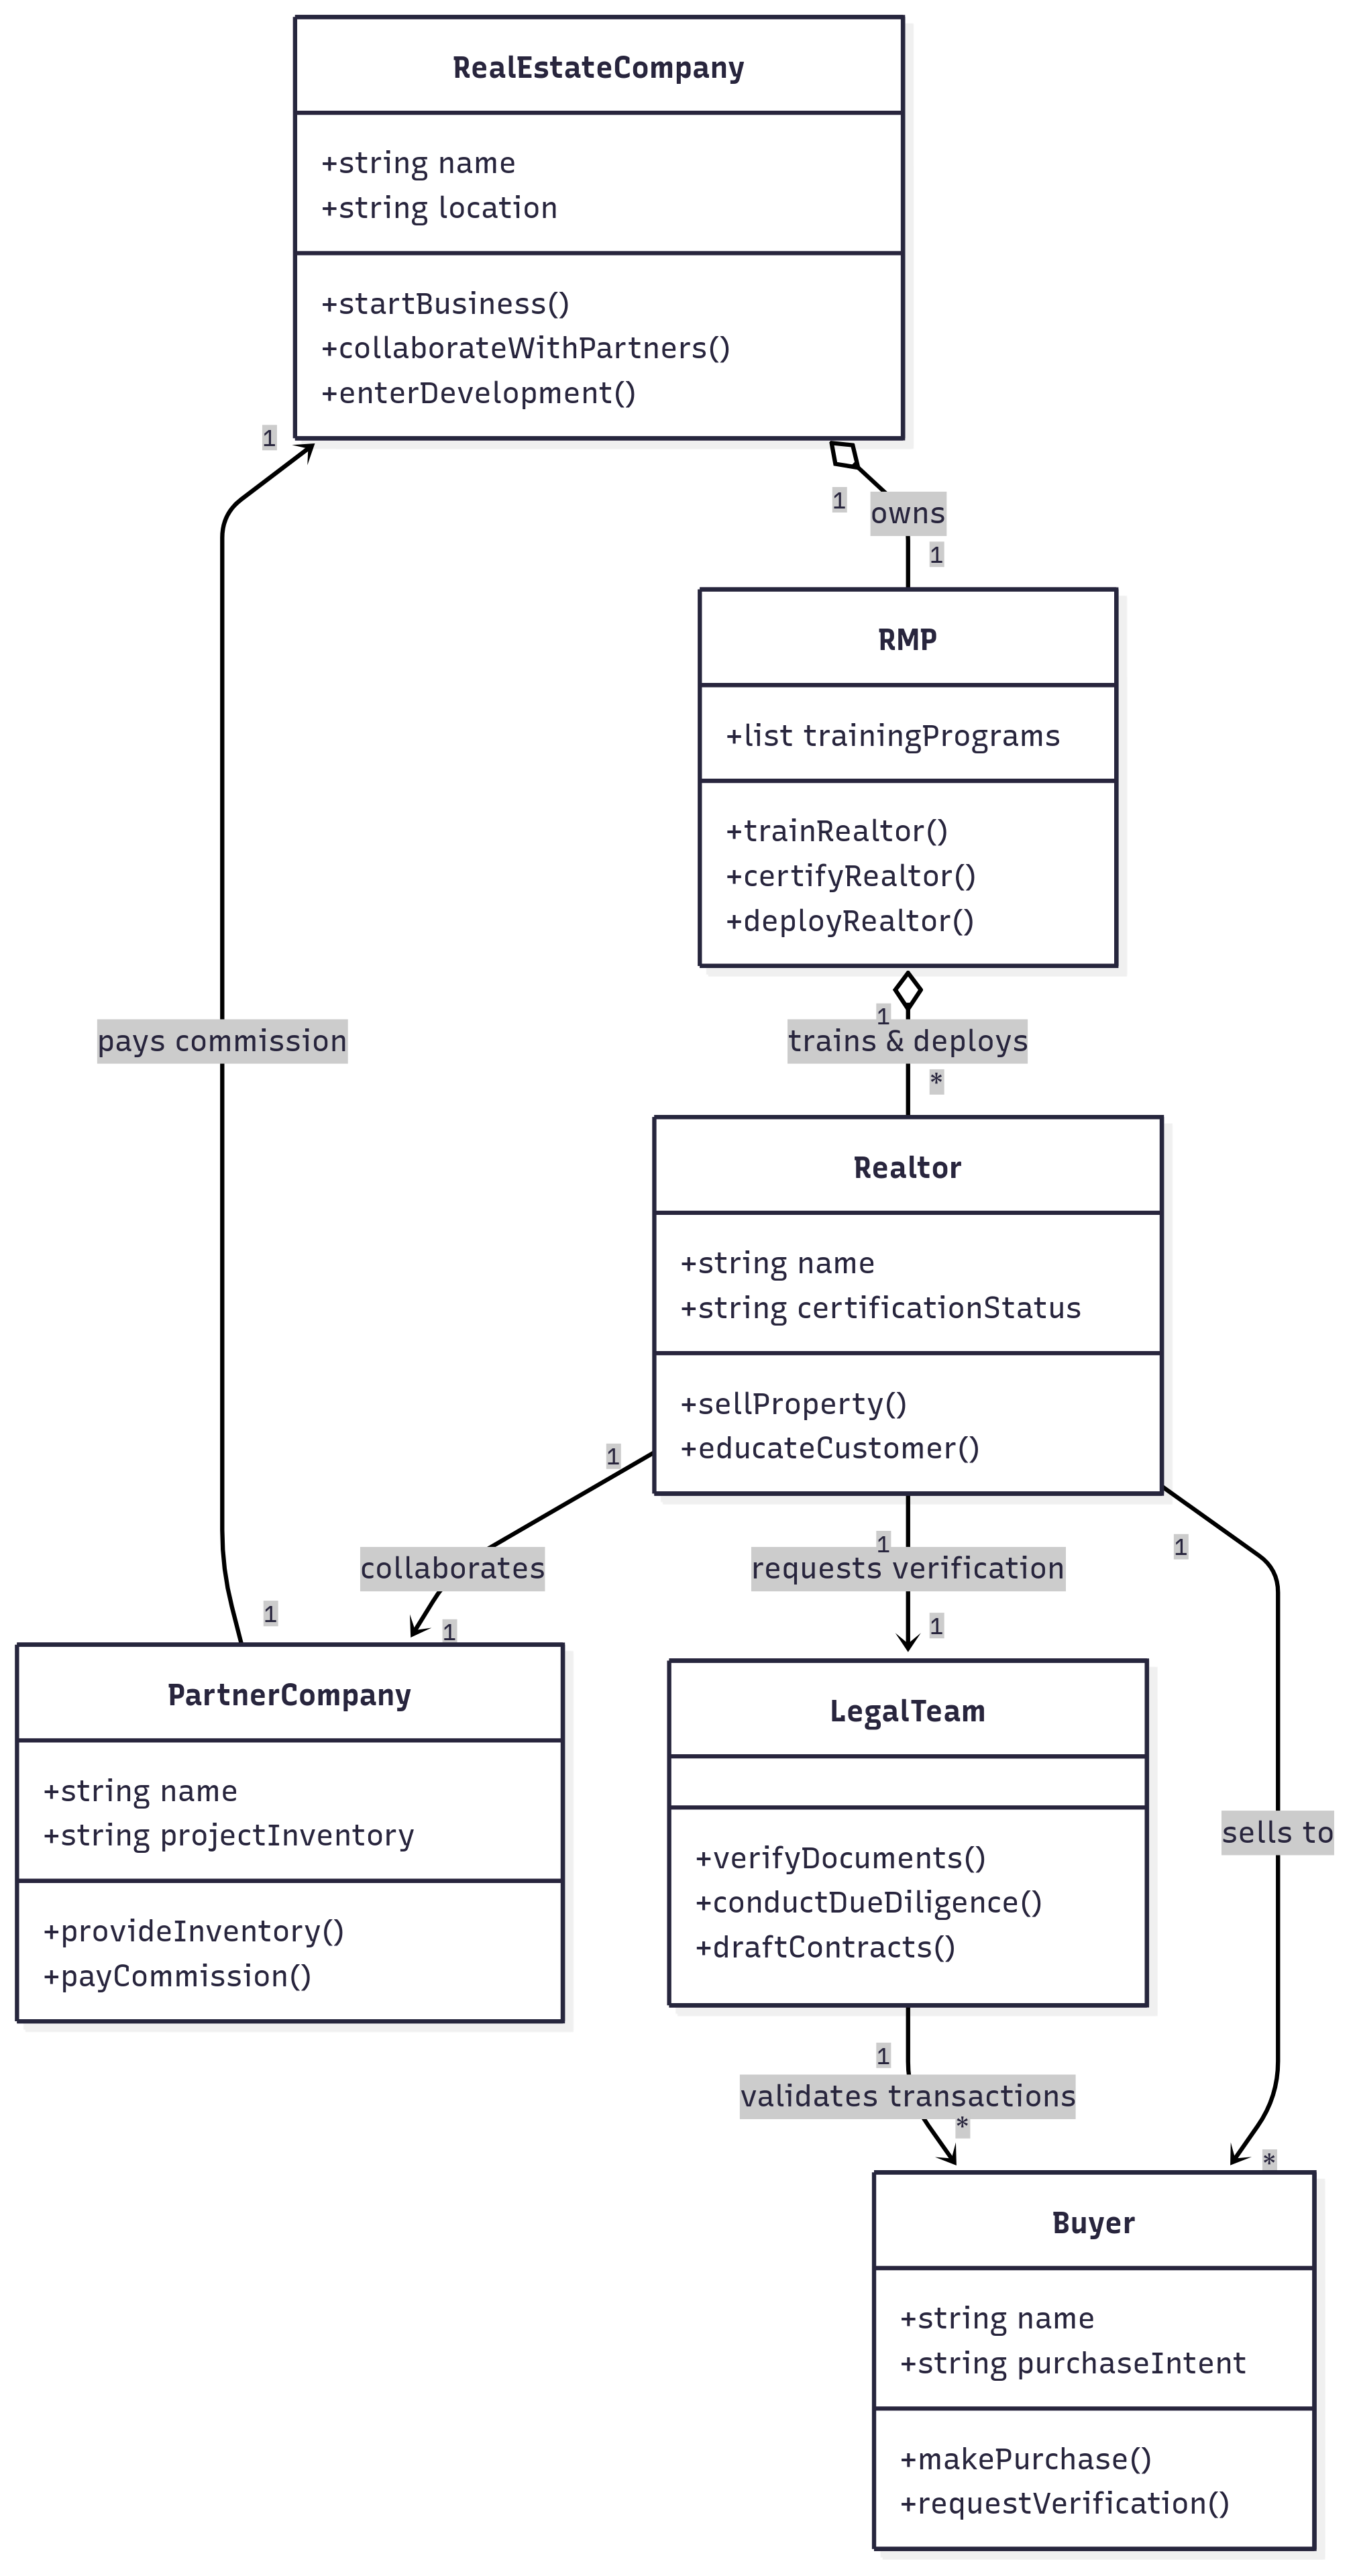 RealEstateCompany
+string name
+string location
+startBusiness()
+collaborateWithPartners()
+enterDevelopment()
1
1
owns
1
RMP
+list trainingPrograms
+trainRealtor()
+certifyRealtor()
+deployRealtor()
1
pays commission
trains & deploys
*
Realtor
+string name
+string certificationStatus
+sellProperty()
+educateCustomer()
1
1
1
collaborates
requests verification
1
1
1
PartnerCompany
+string name
+string projectInventory
+provideInventory()
+payCommission()
LegalTeam
+verifyDocuments()
+conductDueDiligence()
+draftContracts()
sells to
1
validates transactions
*
*
Buyer
+string name
+string purchaseIntent
+makePurchase()
+requestVerification()